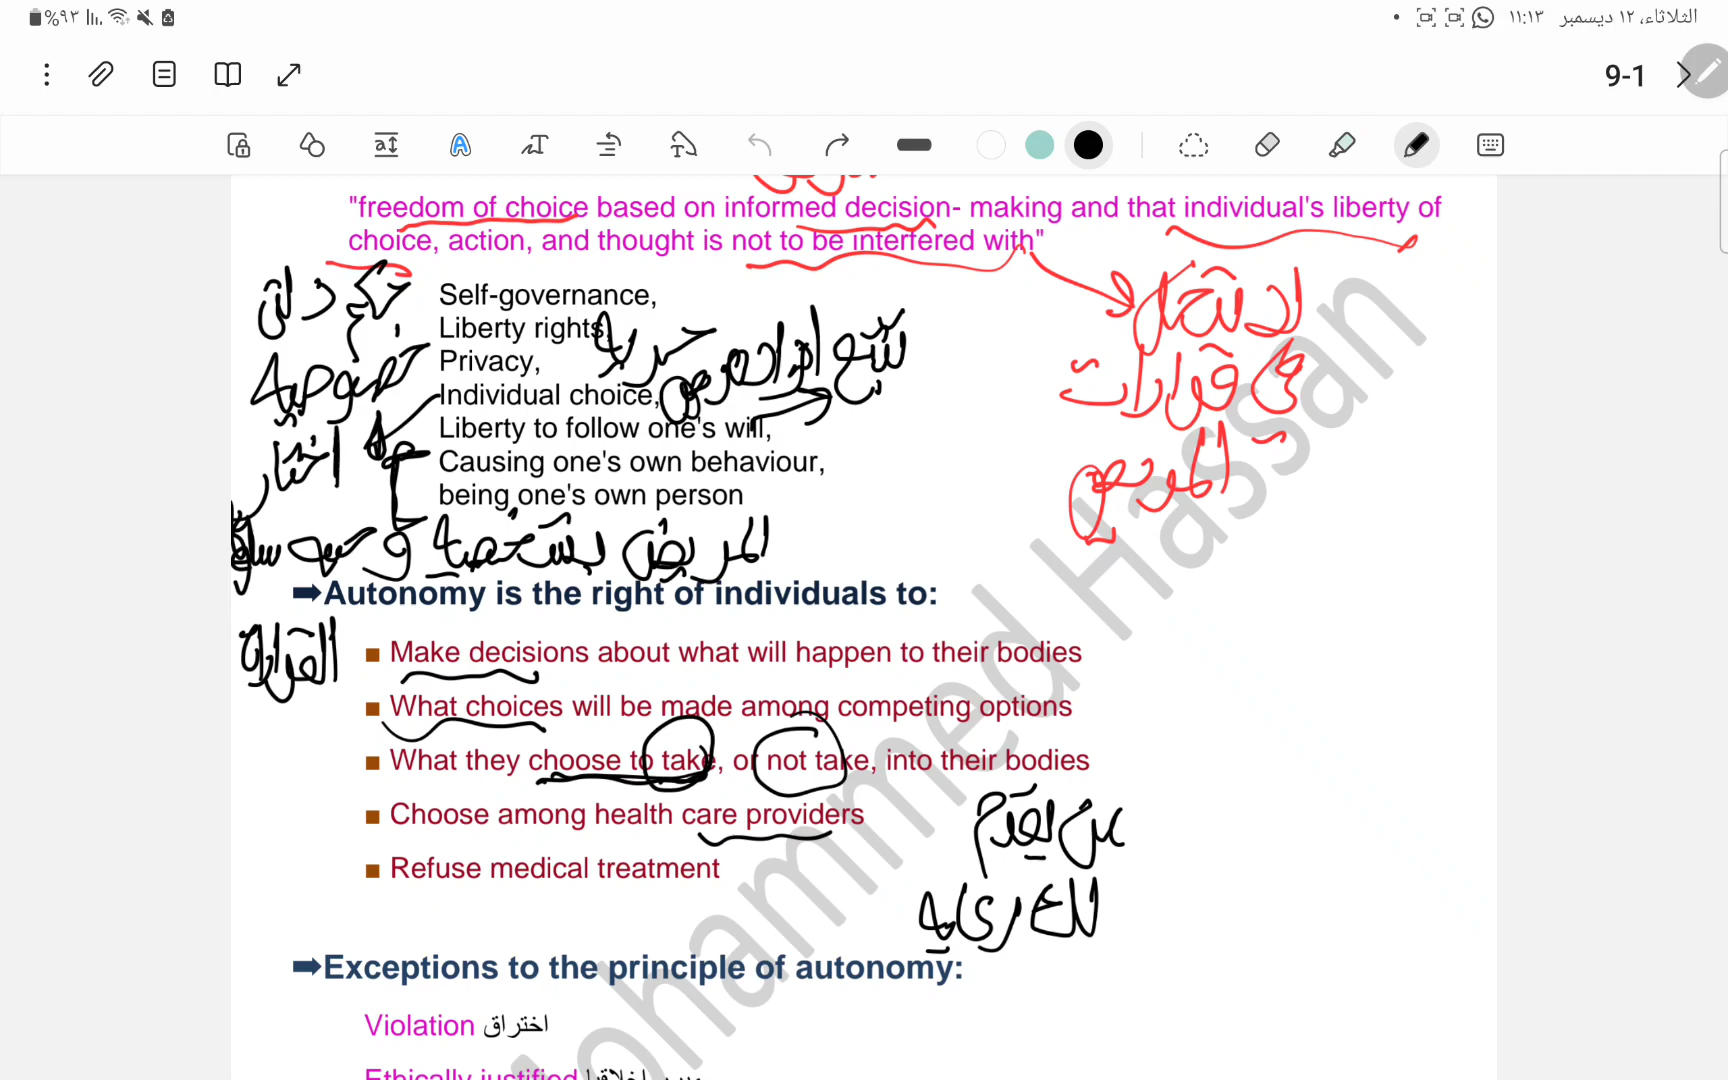 الثلاثاء، ١٢ ديسمبر ١١:١٣
٩٣%
9-1
"freedom of choice based on informed decision- making and that individual's liberty of
choice, action, and thought is not to be interfered with"
Self-governance,
Liberty rights,
Privacy,
Individual choice,
Liberty to follow one's will,
Causing one's own behaviour,
being one's own person
حكم ذاتي
حرية
خصوصية
اختيار
المريض بشخصيته و
قرارات
المريض
➡Autonomy is the right of individuals to:
القرارات
■ Make decisions about what will happen to their bodies
■ What choices will be made among competing options
■ What they choose to take, or not take, into their bodies
■ Choose among health care providers
■ Refuse medical treatment
من يقدم
لك رعاية
➡Exceptions to the principle of autonomy:
Violation اختراق
Ethically justified
Mohammed Hassan